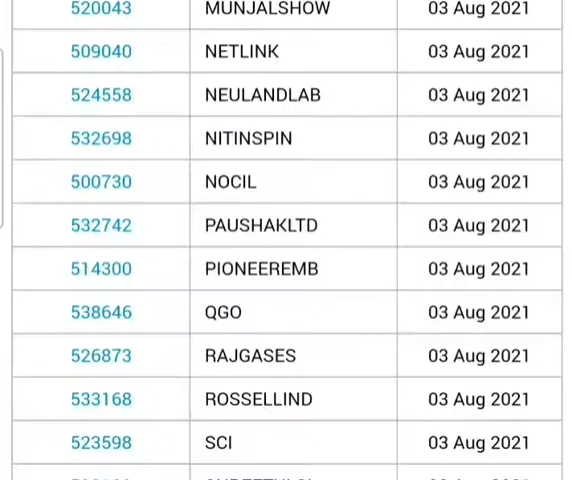 520043 MUNJALSHOW 03 Aug 2021
509040 NETLINK 03 Aug 2021
524558 NEULANDLAB 03 Aug 2021
532698 NITINSPIN 03 Aug 2021
500730 NOCIL 03 Aug 2021
532742 PAUSHAKLTD 03 Aug 2021
514300 PIONEEREMB 03 Aug 2021
538646 QGO 03 Aug 2021
526873 RAJGASES 03 Aug 2021
533168 ROSSELLIND 03 Aug 2021
523598 SCI 03 Aug 2021